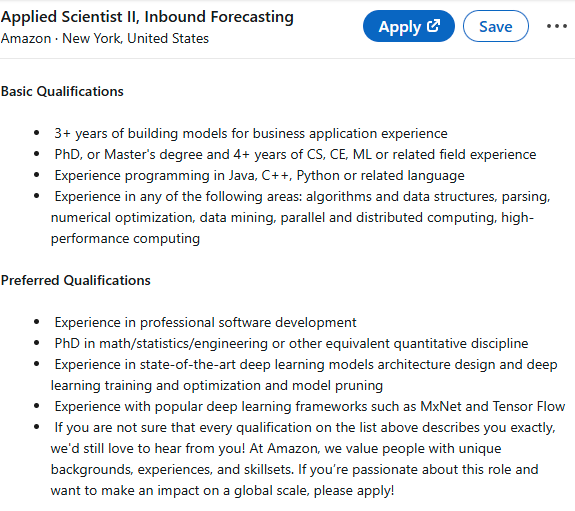 Applied Scientist II, Inbound Forecasting
Amazon · New York, United States
Apply
Save
Basic Qualifications
• 3+ years of building models for business application experience
• PhD, or Master's degree and 4+ years of CS, CE, ML or related field experience
• Experience programming in Java, C++, Python or related language
• Experience in any of the following areas: algorithms and data structures, parsing,
numerical optimization, data mining, parallel and distributed computing, high-
performance computing
Preferred Qualifications
• Experience in professional software development
• PhD in math/statistics/engineering or other equivalent quantitative discipline
• Experience in state-of-the-art deep learning models architecture design and deep
learning training and optimization and model pruning
• Experience with popular deep learning frameworks such as MxNet and Tensor Flow
• If you are not sure that every qualification on the list above describes you exactly,
we'd still love to hear from you! At Amazon, we value people with unique
backgrounds, experiences, and skillsets. If you’re passionate about this role and
want to make an impact on a global scale, please apply!